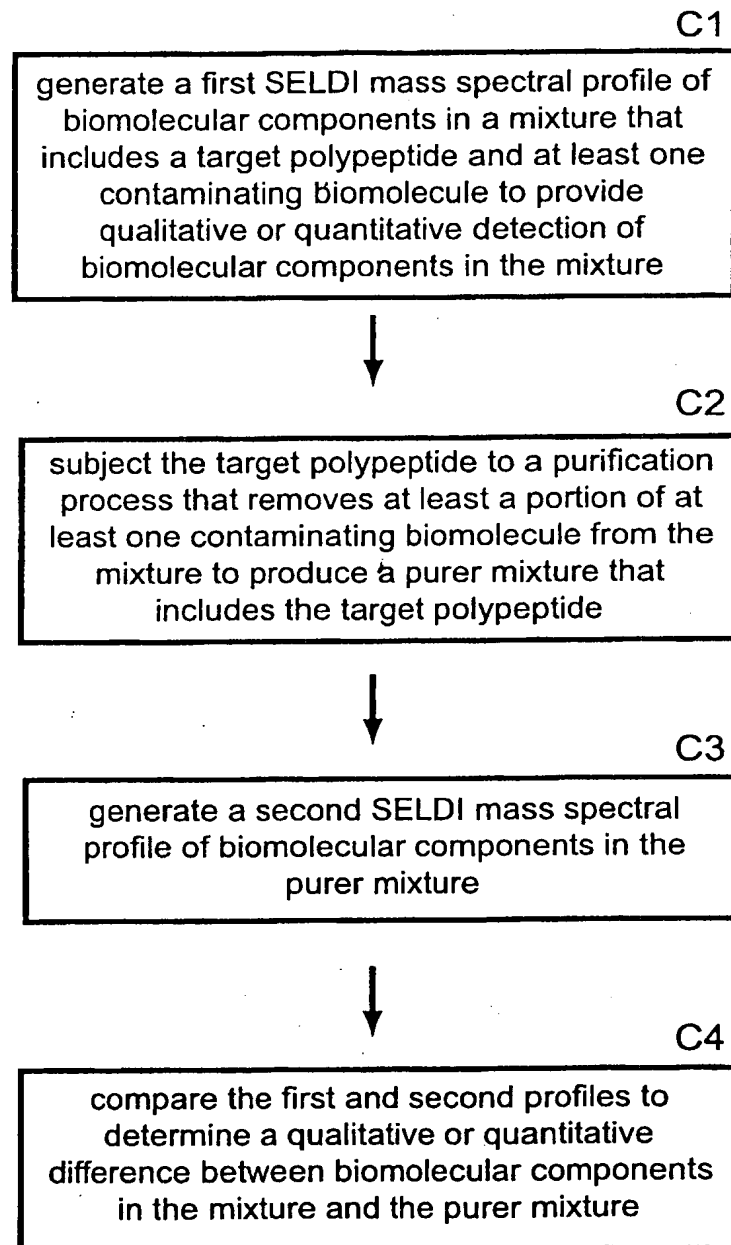 C1
generate a first SELDI mass spectral profile of
biomolecular components in a mixture that
includes a target polypeptide and at least one
contaminating biomolecule to provide
qualitative or quantitative detection of
biomolecular components in the mixture
C2
subject the target polypeptide to a purification
process that removes at least a portion of at
least one contaminating biomolecule from the
mixture to produce a purer mixture that
includes the target polypeptide
C3
generate a second SELDI mass spectral
profile of biomolecular components in the
purer mixture
C4
compare the first and second profiles to
determine a qualitative or quantitative
difference between biomolecular components
in the mixture and the purer mixture